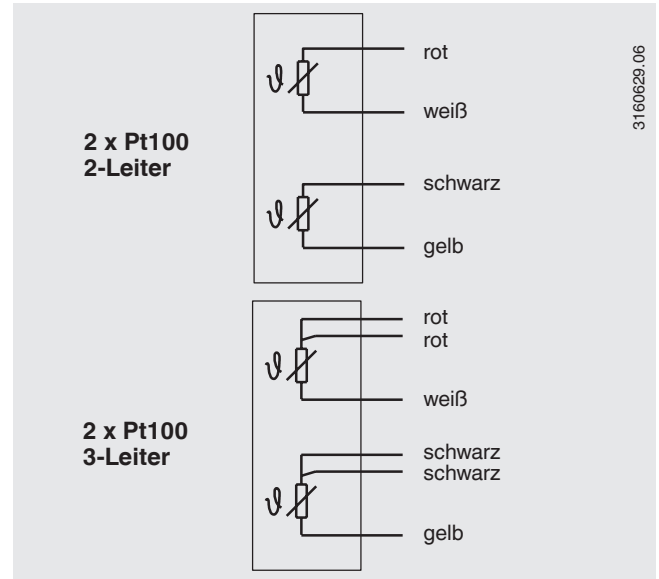 rot
weiß
2 x Pt100
2-Leiter
schwarz
gelb
rot
rot
weiß
2 x Pt100
3-Leiter
schwarz
schwarz
gelb
3160629.06
ϑ
ϑ
ϑ
ϑ